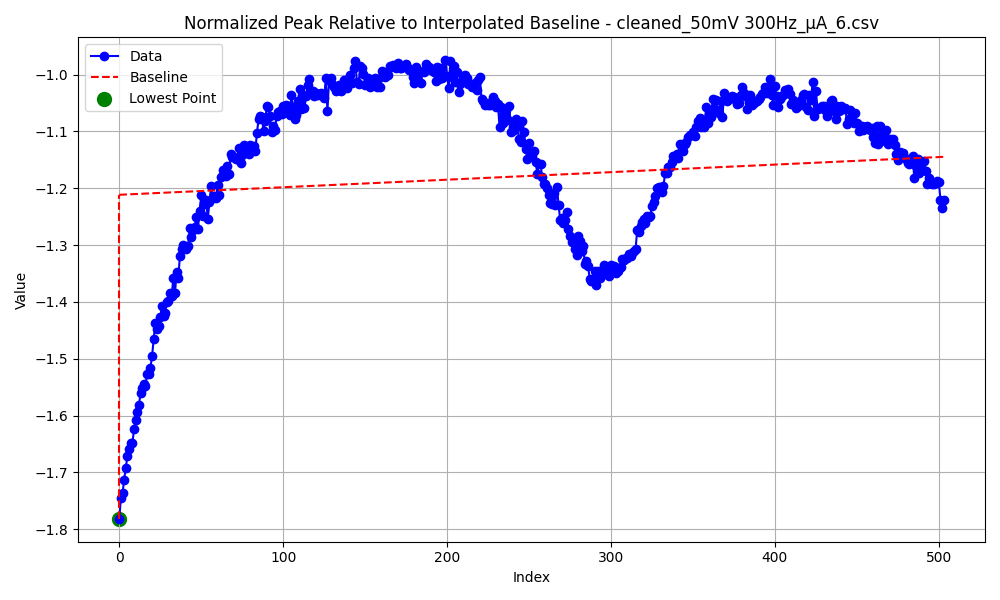 Normalized Peak Relative to Interpolated Baseline - cleaned_50mV 300Hz_μA_6.csv
Data
Baseline
Lowest Point
−1.0
−1.1
−1.2
−1.3
−1.4
−1.5
−1.6
−1.7
−1.8
Value
0 100 200 300 400 500
Index